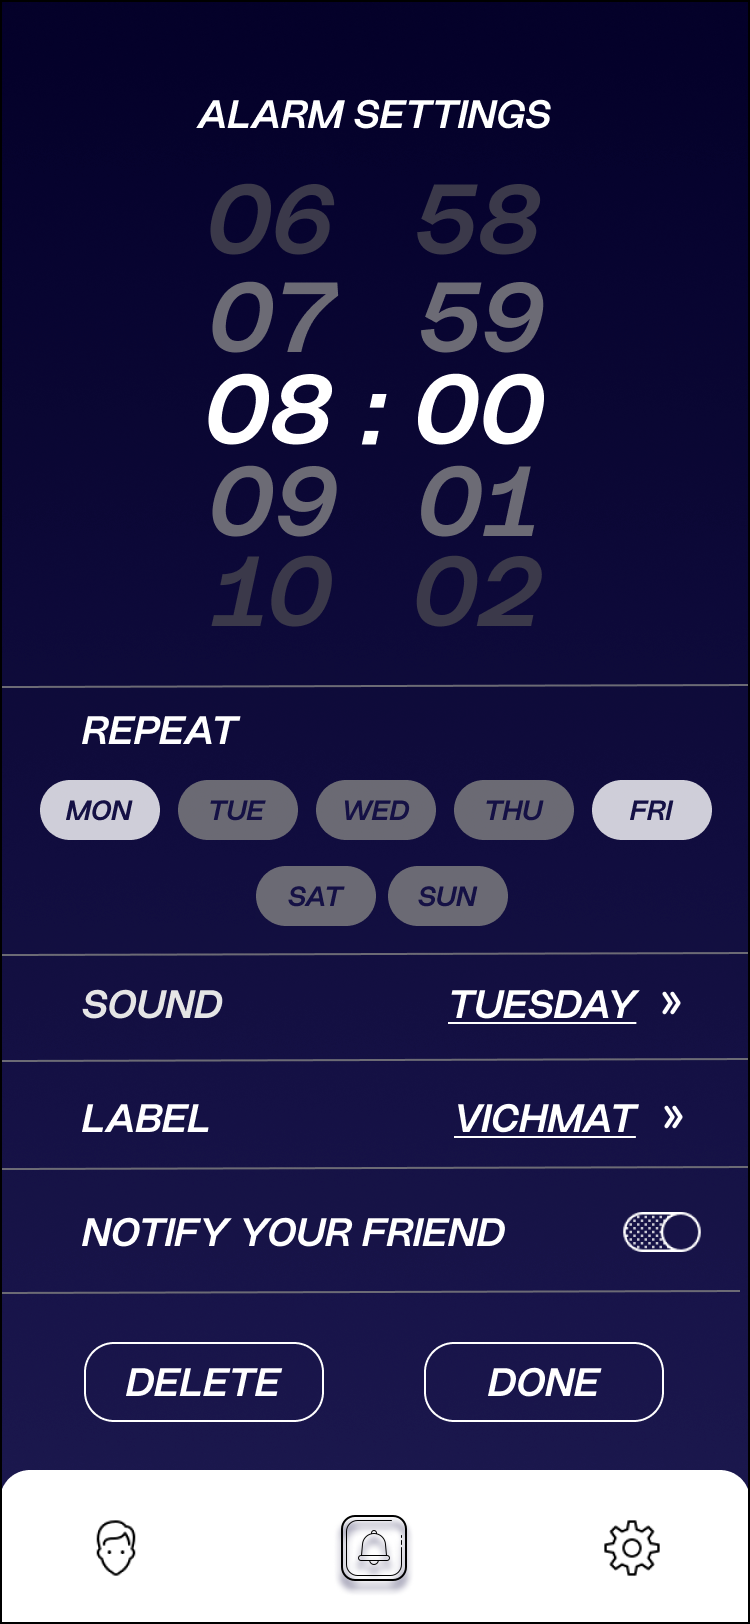 ALARM SETTINGS
06 58
07 59
08 : 00
09 01
10 02
REPEAT
MON TUE WED THU FRI
SAT SUN
SOUND TUESDAY »
LABEL VICHMAT »
NOTIFY YOUR FRIEND
DELETE DONE